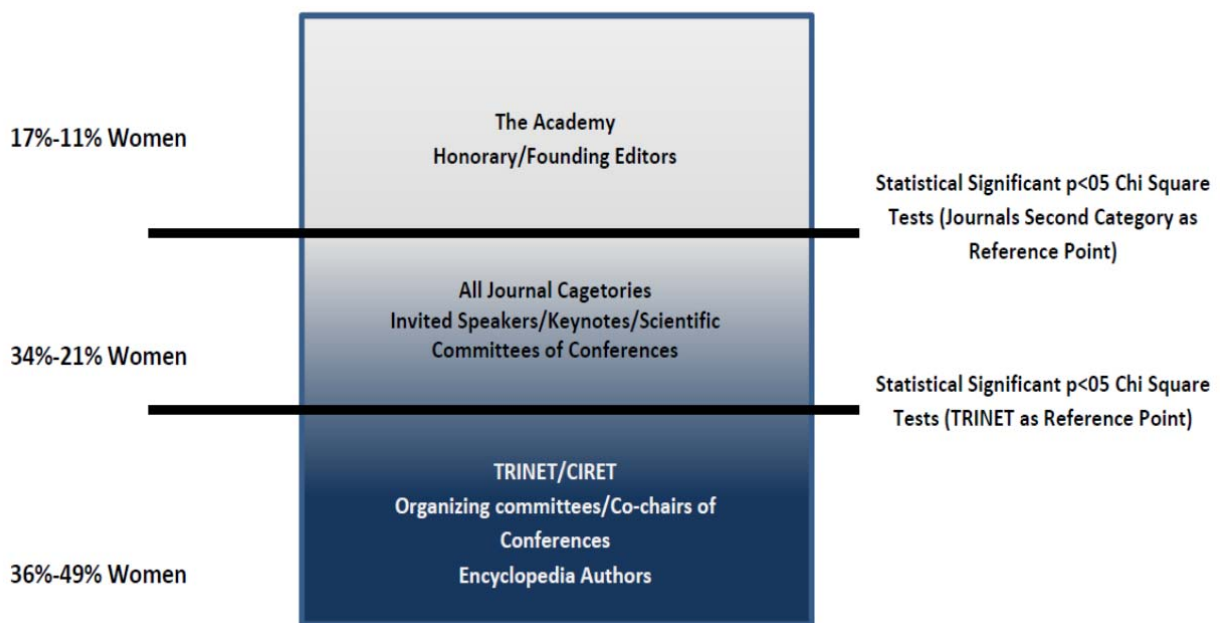 17%-11% Women
The Academy
Honorary/Founding Editors
Statistical Significant p<05 Chi Square
Tests (Journals Second Category as
Reference Point)
All Journal Cagetories
Invited Speakers/Keynotes/Scientific
Committees of Conferences
34%-21% Women
Statistical Significant p<05 Chi Square
Tests (TRINET as Reference Point)
TRINET/CIRET
Organizing committees/Co-chairs of
Conferences
Encyclopedia Authors
36%-49% Women